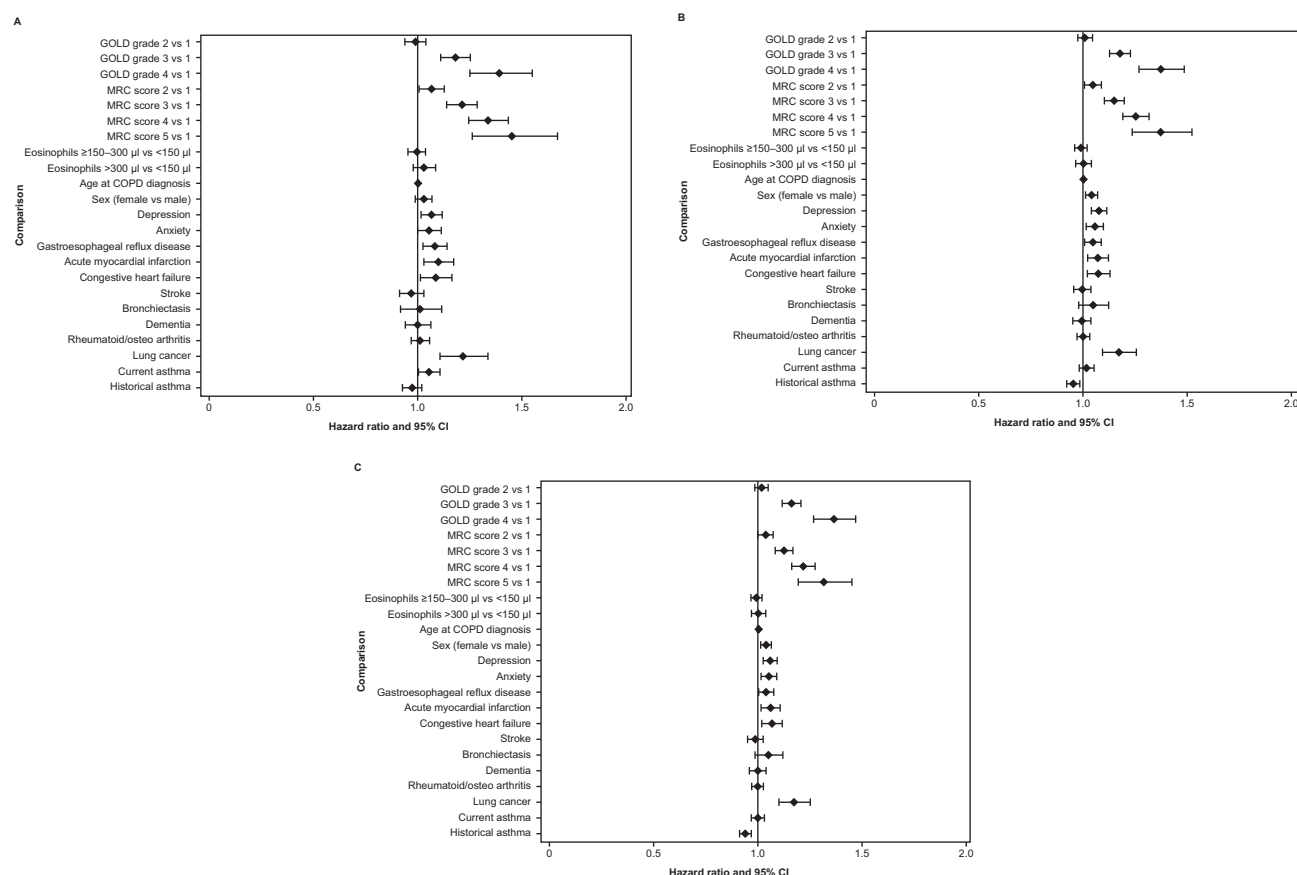 A
GOLD grade 2 vs 1
GOLD grade 3 vs 1
GOLD grade 4 vs 1
MRC score 2 vs 1
MRC score 3 vs 1
MRC score 4 vs 1
MRC score 5 vs 1
Eosinophils ≥150–300 µl vs <150 µl
Eosinophils >300 µl vs <150 µl
Age at COPD diagnosis
Sex (female vs male)
Depression
Anxiety
Gastroesophageal reflux disease
Acute myocardial infarction
Congestive heart failure
Stroke
Bronchiectasis
Dementia
Rheumatoid/osteo arthritis
Lung cancer
Current asthma
Historical asthma
Comparison
0 0.5 1.0 1.5 2.0
Hazard ratio and 95% CI
B
GOLD grade 2 vs 1
GOLD grade 3 vs 1
GOLD grade 4 vs 1
MRC score 2 vs 1
MRC score 3 vs 1
MRC score 4 vs 1
MRC score 5 vs 1
Eosinophils ≥150–300 µl vs <150 µl
Eosinophils >300 µl vs <150 µl
Age at COPD diagnosis
Sex (female vs male)
Depression
Anxiety
Gastroesophageal reflux disease
Acute myocardial infarction
Congestive heart failure
Stroke
Bronchiectasis
Dementia
Rheumatoid/osteo arthritis
Lung cancer
Current asthma
Historical asthma
Comparison
0 0.5 1.0 1.5 2.0
Hazard ratio and 95% CI
C
GOLD grade 2 vs 1
GOLD grade 3 vs 1
GOLD grade 4 vs 1
MRC score 2 vs 1
MRC score 3 vs 1
MRC score 4 vs 1
MRC score 5 vs 1
Eosinophils ≥150–300 µl vs <150 µl
Eosinophils >300 µl vs <150 µl
Age at COPD diagnosis
Sex (female vs male)
Depression
Anxiety
Gastroesophageal reflux disease
Acute myocardial infarction
Congestive heart failure
Stroke
Bronchiectasis
Dementia
Rheumatoid/osteo arthritis
Lung cancer
Current asthma
Historical asthma
Comparison
0 0.5 1.0 1.5 2.0
Hazard ratio and 95% CI